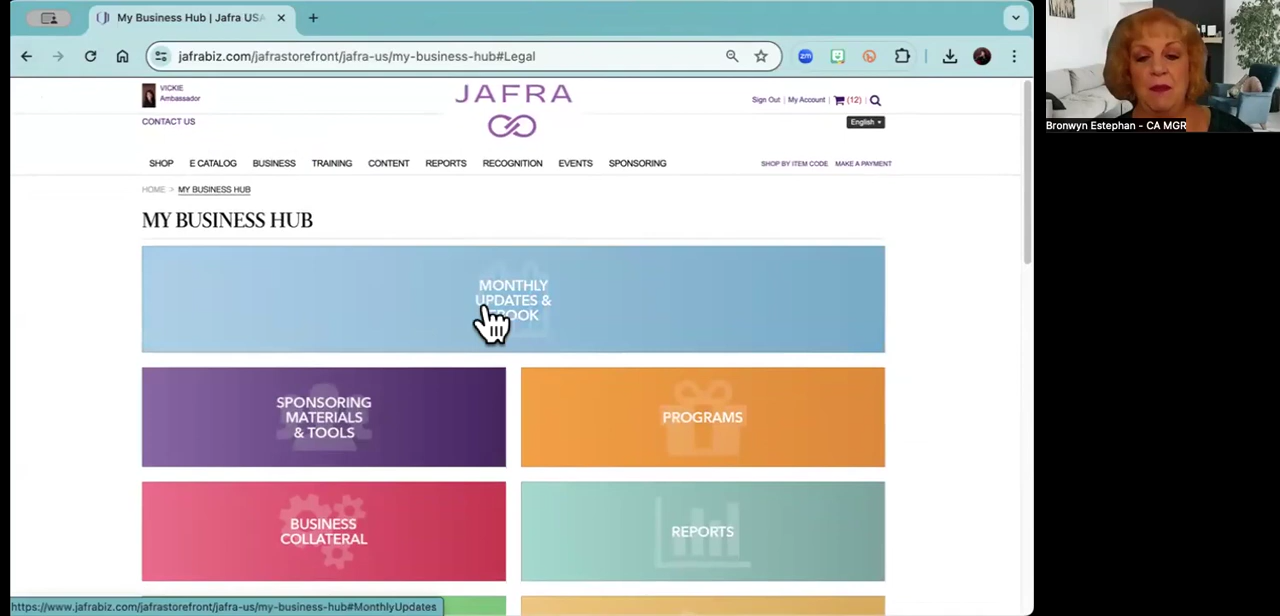 My Business Hub | Jafra USA
jafrabiz.com/jafrastorefront/jafra-us/my-business-hub#Legal
zm
Bronwyn Estephan - CA MGR
VICKIE
Ambassador
JAFRA
Sign Out | My Account | (12)
CONTACT US
English
SHOP E CATALOG BUSINESS TRAINING CONTENT REPORTS RECOGNITION EVENTS SPONSORING
SHOP BY ITEM CODE MAKE A PAYMENT
HOME > MY BUSINESS HUB
MY BUSINESS HUB
MONTHLY
UPDATES &
SPONSORING
MATERIALS
& TOOLS
PROGRAMS
BUSINESS
COLLATERAL
REPORTS
https://www.jafrabiz.com/jafrastorefront/jafra-us/my-business-hub#MonthlyUpdates